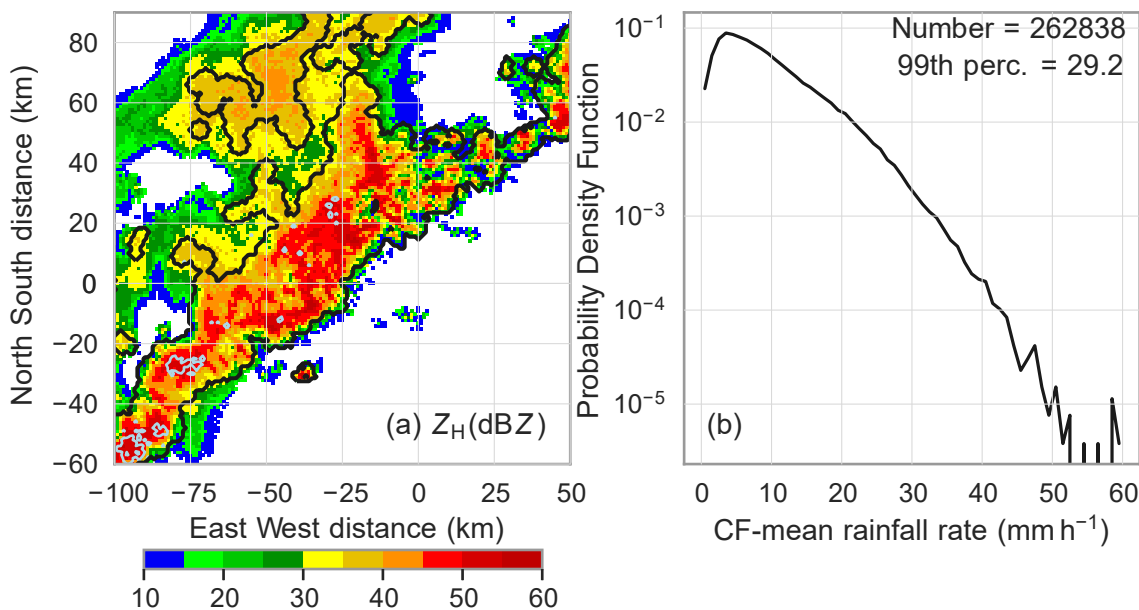 North South distance (km)
80
60
40
20
0
−20
−40
−60
(a) Z_H (dBZ)
−100 −75 −50 −25 0 25 50
East West distance (km)
10 20 30 40 50 60
Probability Density Function
10⁻¹
10⁻²
10⁻³
10⁻⁴
10⁻⁵
Number = 262838
99th perc. = 29.2
(b)
0 10 20 30 40 50 60
CF-mean rainfall rate (mm h⁻¹)